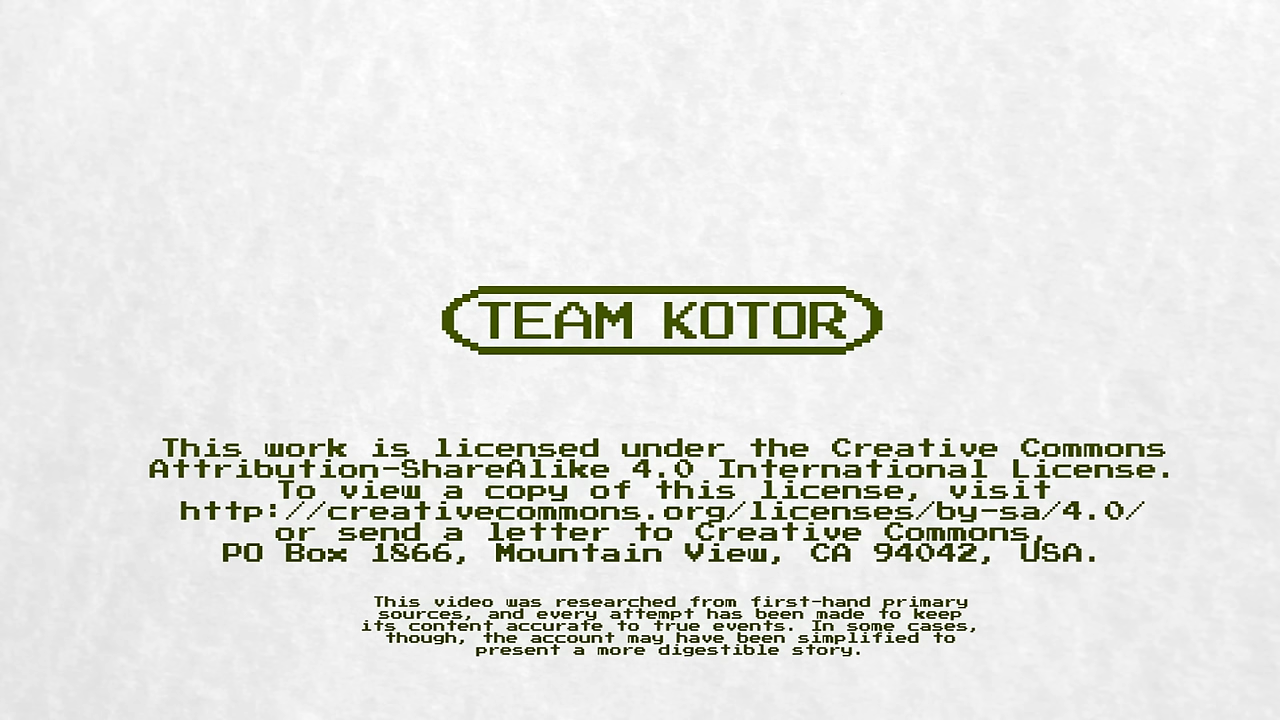 TEAM KOTOR
This work is licensed under the Creative Commons
Attribution-ShareAlike 4.0 International License.
To view a copy of this license, visit
http://creativecommons.org/licenses/by-sa/4.0/
or send a letter to Creative Commons,
PO Box 1866, Mountain View, CA 94042, USA.
This video was researched from first-hand primary
sources, and every attempt has been made to keep
its content accurate to true events. In some cases,
though, the account may have been simplified to
present a more digestible story.